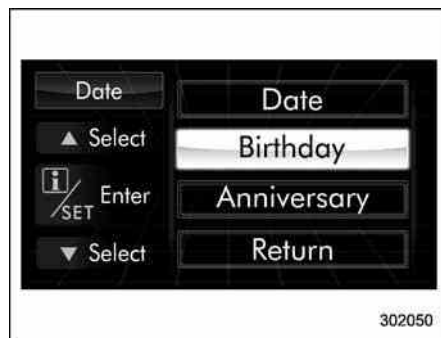 Date
▲ Select
i/SET Enter
▼ Select
Date
Birthday
Anniversary
Return
302050